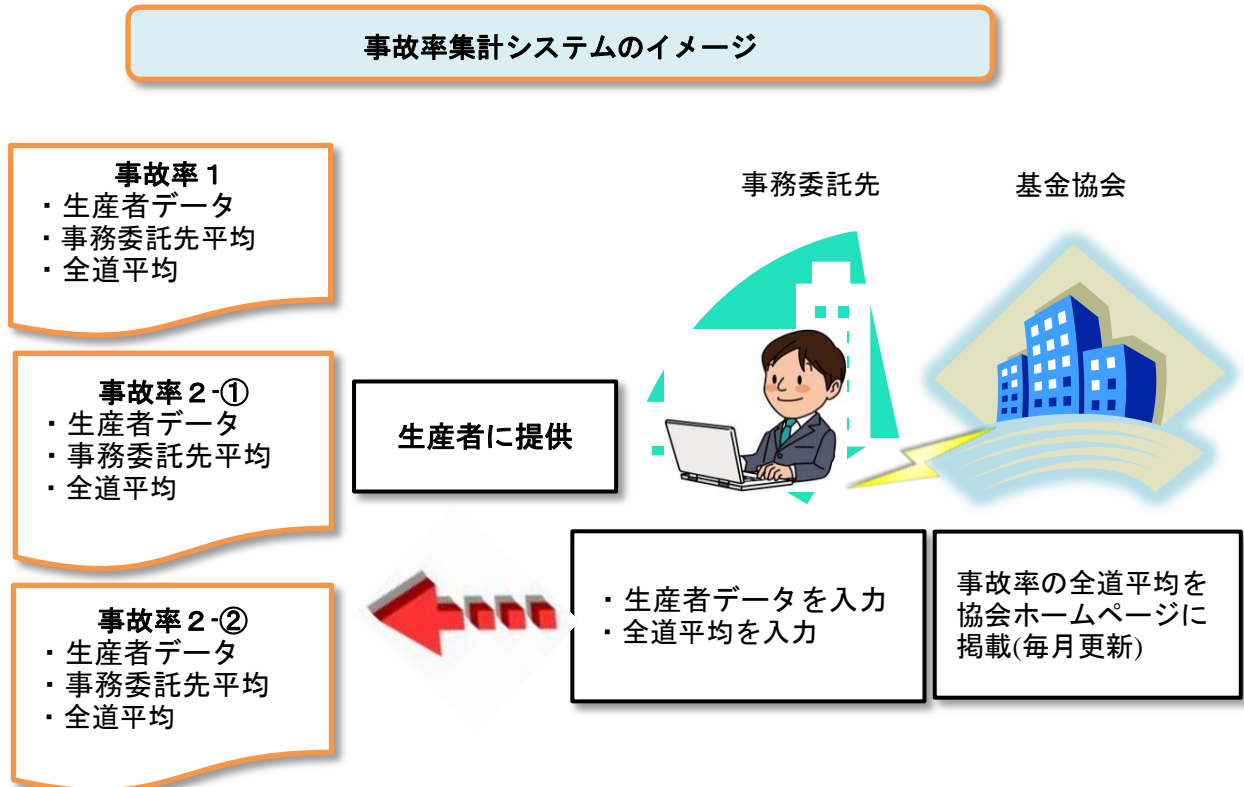 事故率集計システムのイメージ
事故率1
・生産者データ
・事務委託先平均
・全道平均
事故率2-①
・生産者データ
・事務委託先平均
・全道平均
事故率2-②
・生産者データ
・事務委託先平均
・全道平均
生産者に提供
事務委託先
基金協会
・生産者データを入力
・全道平均を入力
事故率の全道平均を
協会ホームページに
掲載(毎月更新)